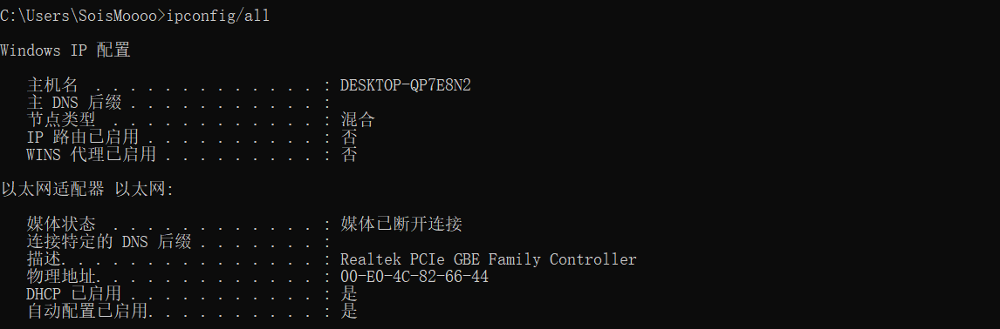 C:\Users\SoisMoooo>ipconfig/all
Windows IP 配置
主机名 . . . . . . . . . . . . . : DESKTOP-QP7E8N2
主 DNS 后缀 . . . . . . . . . . . :
节点类型 . . . . . . . . . . . . : 混合
IP 路由已启用 . . . . . . . . . . : 否
WINS 代理已启用 . . . . . . . . . : 否
以太网适配器 以太网:
媒体状态 . . . . . . . . . . . . : 媒体已断开连接
连接特定的 DNS 后缀 . . . . . . . :
描述. . . . . . . . . . . . . . . : Realtek PCIe GBE Family Controller
物理地址. . . . . . . . . . . . . : 00-E0-4C-82-66-44
DHCP 已启用 . . . . . . . . . . . : 是
自动配置已启用. . . . . . . . . . : 是